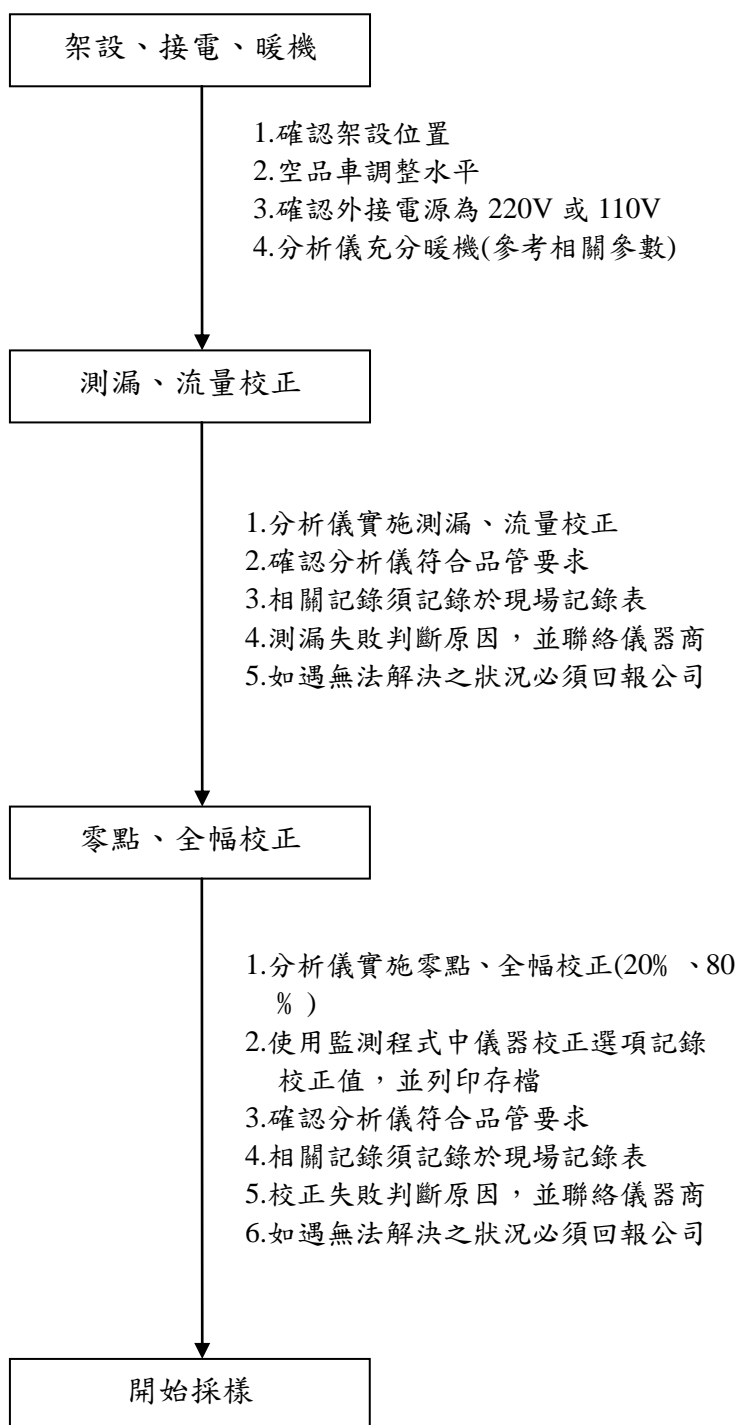 架設、接電、暖機
1.確認架設位置
2.空品車調整水平
3.確認外接電源為 220V 或 110V
4.分析儀充分暖機(參考相關參數)
測漏、流量校正
1.分析儀實施測漏、流量校正
2.確認分析儀符合品管要求
3.相關記錄須記錄於現場記錄表
4.測漏失敗判斷原因，並聯絡儀器商
5.如遇無法解決之狀況必須回報公司
零點、全幅校正
1.分析儀實施零點、全幅校正(20% 、80
% )
2.使用監測程式中儀器校正選項記錄
校正值，並列印存檔
3.確認分析儀符合品管要求
4.相關記錄須記錄於現場記錄表
5.校正失敗判斷原因，並聯絡儀器商
6.如遇無法解決之狀況必須回報公司
開始採樣